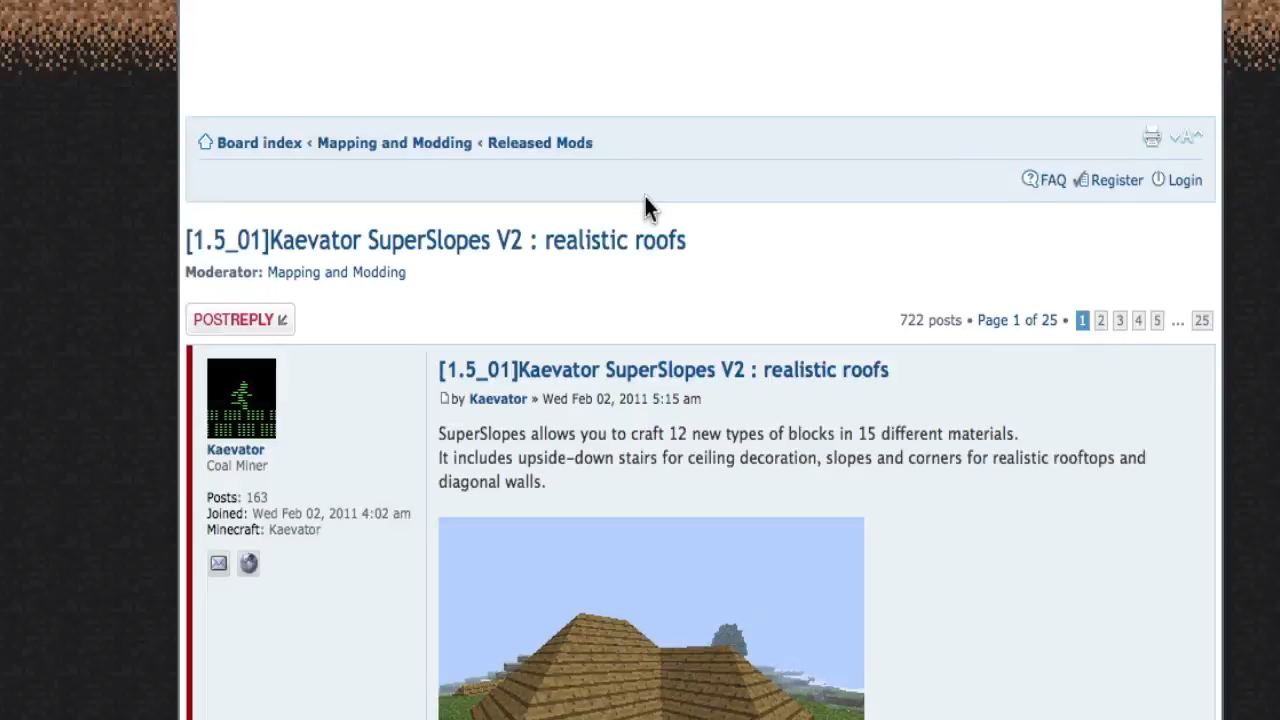 Board index ‹ Mapping and Modding ‹ Released Mods
FAQ Register Login
[1.5_01]Kaevator SuperSlopes V2 : realistic roofs
Moderator: Mapping and Modding
POSTREPLY
722 posts • Page 1 of 25 • 1 2 3 4 5 ... 25
[1.5_01]Kaevator SuperSlopes V2 : realistic roofs
by Kaevator » Wed Feb 02, 2011 5:15 am
Kaevator
Coal Miner
Posts: 163
Joined: Wed Feb 02, 2011 4:02 am
Minecraft: Kaevator
SuperSlopes allows you to craft 12 new types of blocks in 15 different materials.
It includes upside-down stairs for ceiling decoration, slopes and corners for realistic rooftops and
diagonal walls.